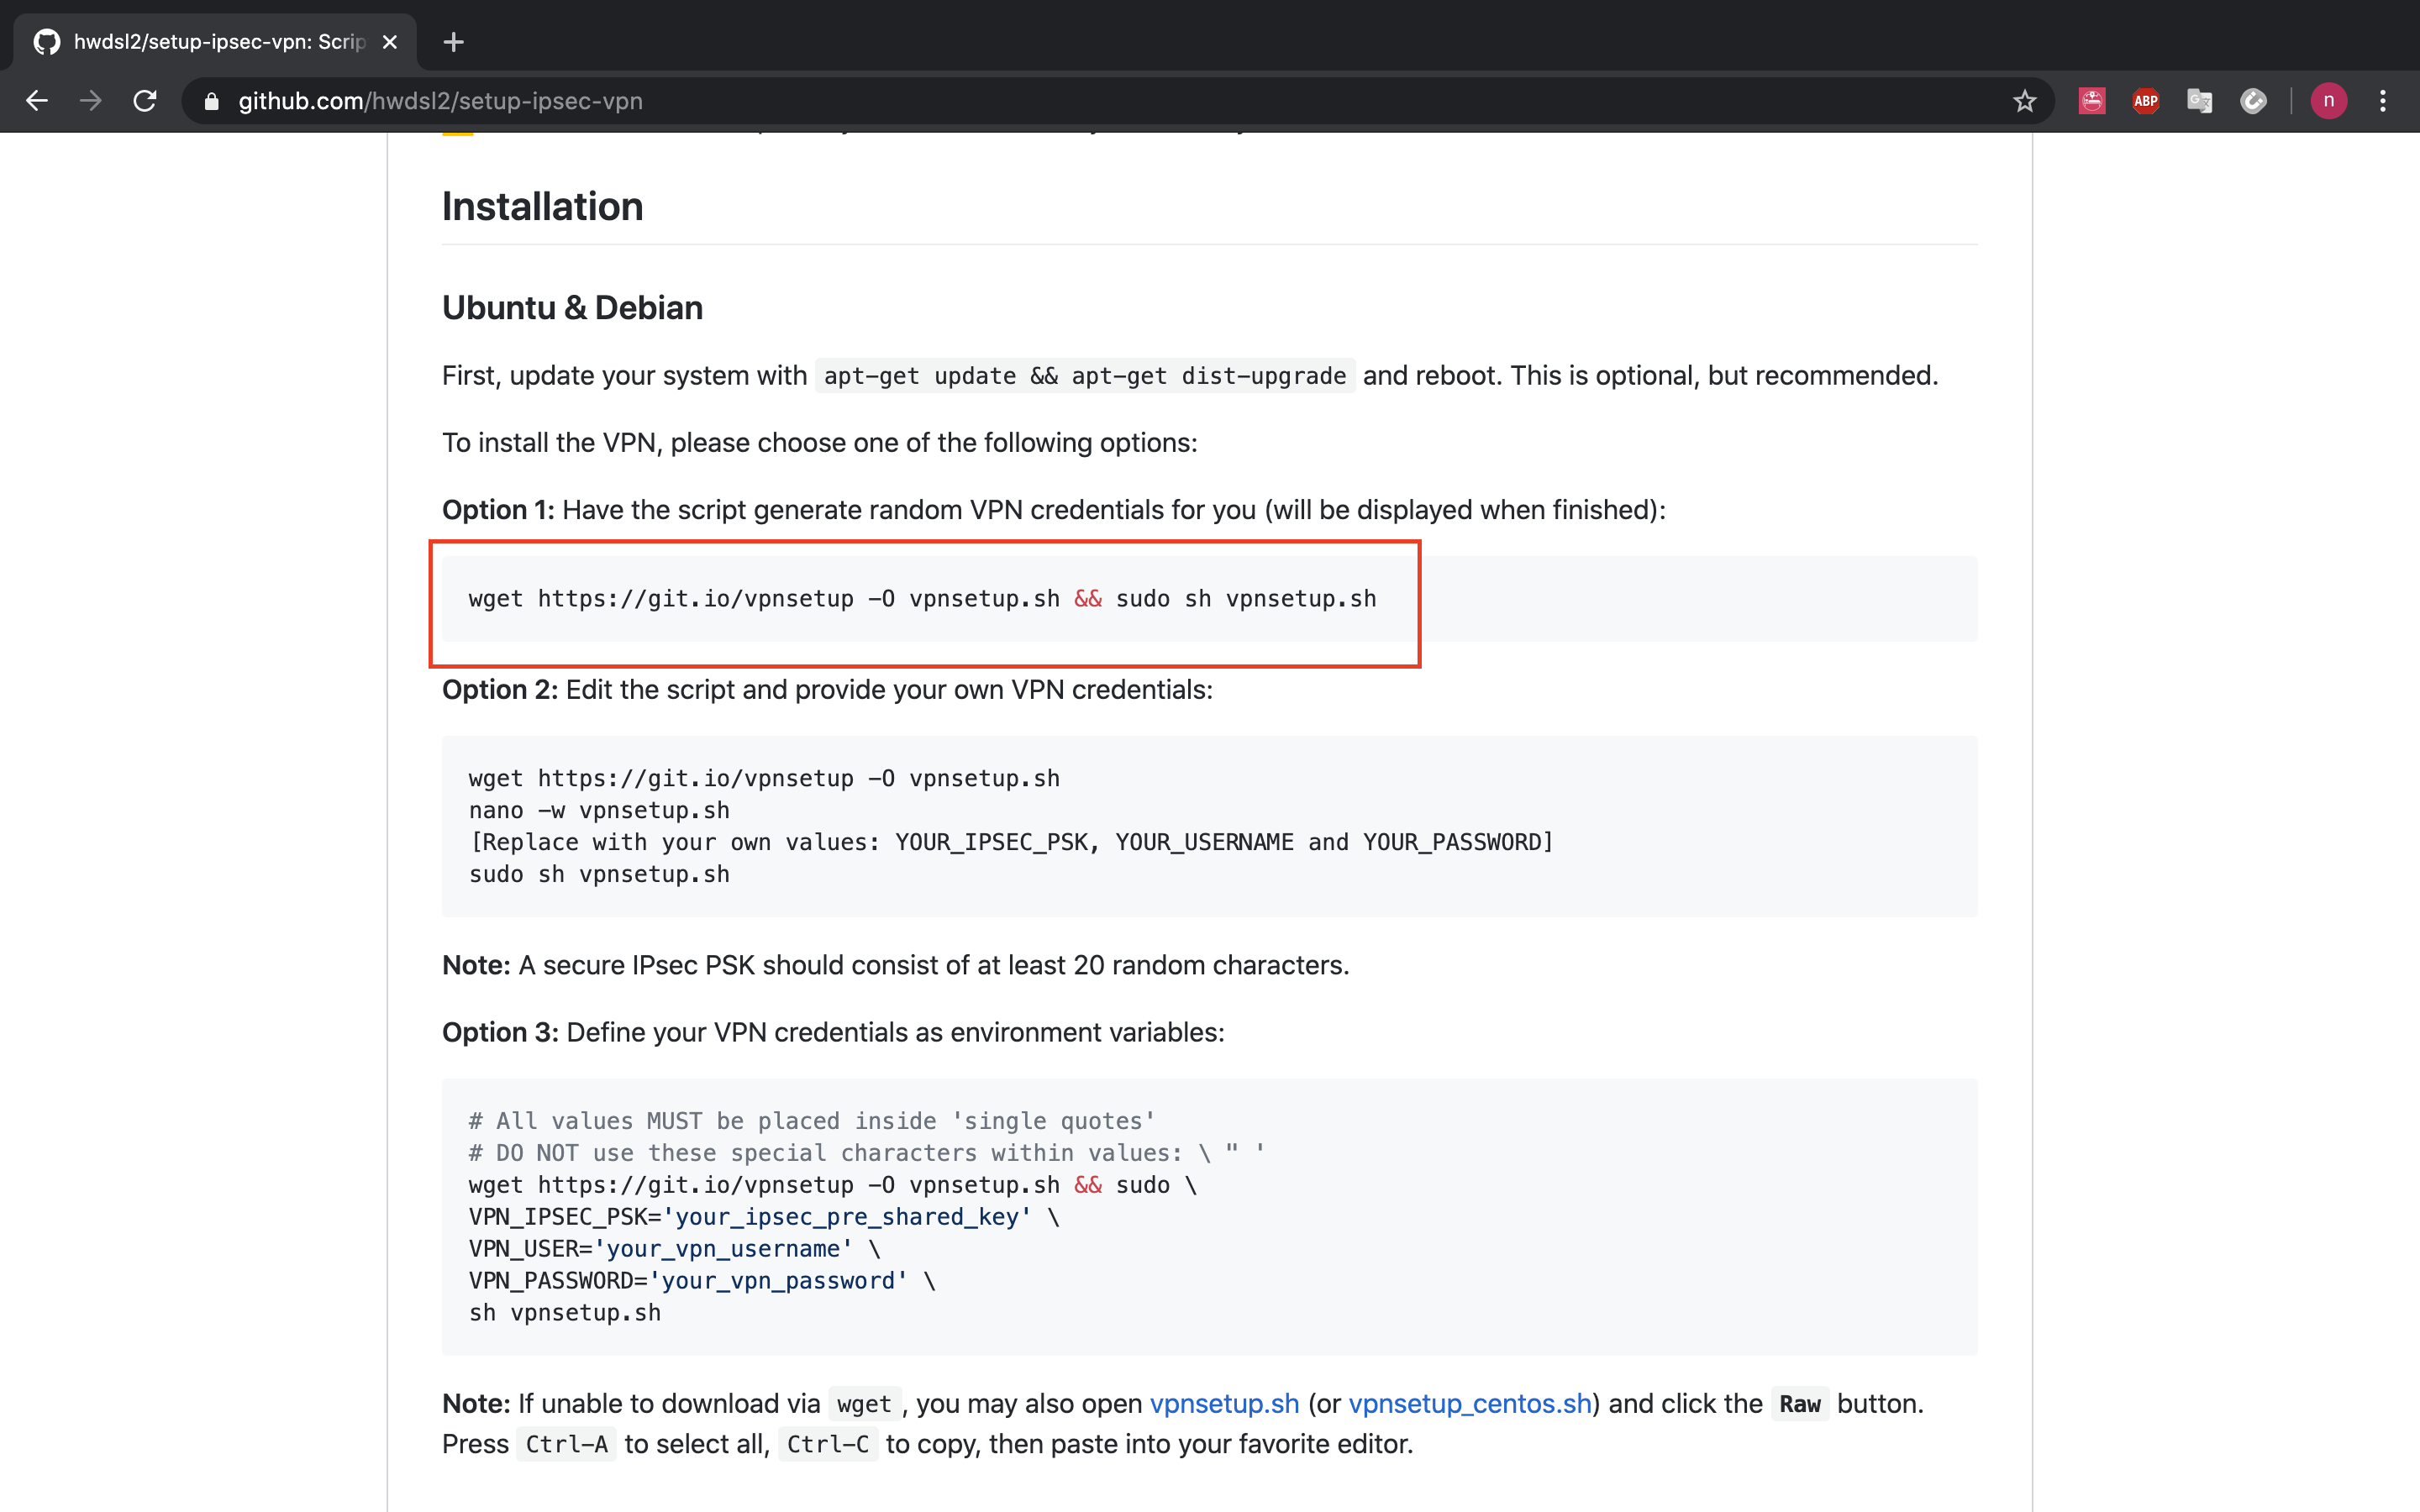 hwdsl2/setup-ipsec-vpn: Scrip
github.com/hwdsl2/setup-ipsec-vpn
ABP
n
Installation
Ubuntu & Debian
First, update your system with apt-get update && apt-get dist-upgrade and reboot. This is optional, but recommended.
To install the VPN, please choose one of the following options:
Option 1: Have the script generate random VPN credentials for you (will be displayed when finished):
wget https://git.io/vpnsetup -O vpnsetup.sh && sudo sh vpnsetup.sh
Option 2: Edit the script and provide your own VPN credentials:
wget https://git.io/vpnsetup -O vpnsetup.sh
nano -w vpnsetup.sh
[Replace with your own values: YOUR_IPSEC_PSK, YOUR_USERNAME and YOUR_PASSWORD]
sudo sh vpnsetup.sh
Note: A secure IPsec PSK should consist of at least 20 random characters.
Option 3: Define your VPN credentials as environment variables:
# All values MUST be placed inside 'single quotes'
# DO NOT use these special characters within values: \ " '
wget https://git.io/vpnsetup -O vpnsetup.sh && sudo \
VPN_IPSEC_PSK='your_ipsec_pre_shared_key' \
VPN_USER='your_vpn_username' \
VPN_PASSWORD='your_vpn_password' \
sh vpnsetup.sh
Note: If unable to download via wget, you may also open vpnsetup.sh (or vpnsetup_centos.sh) and click the Raw button.
Press Ctrl-A to select all, Ctrl-C to copy, then paste into your favorite editor.